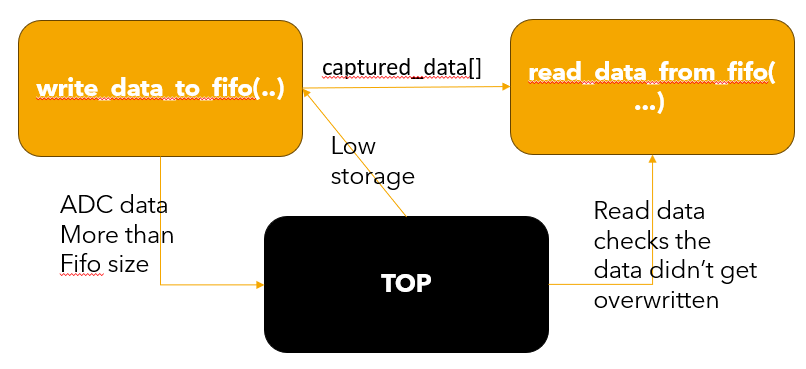 write_data_to_fifo(..)
captured_data[]
read_data_from_fifo(
...)
Low
storage
ADC data
More than
Fifo size
Read data
checks the
data didn't get
overwritten
TOP